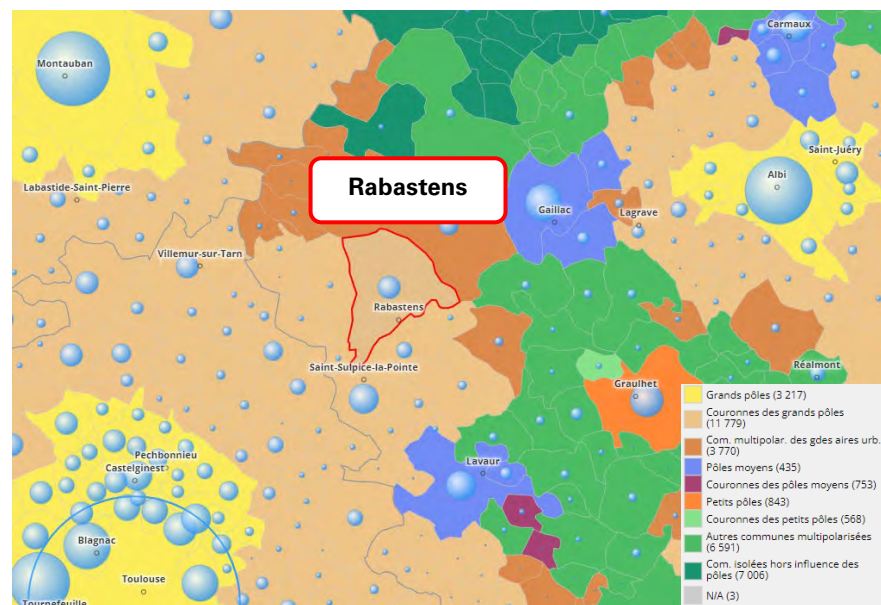 Carmaux
Montauban
Saint-Juéry
Albi
Rabastens
Labastide-Saint-Pierre
Gaillac
Lagrave
Villemur-sur-Tarn
Rabastens
Saint-Sulpice-la-Pointe
Réalmont
Graulhet
Pechbonnieu
Castelginest
Lavaur
Blagnac
Toulouse
Tournefeuille
Grands pôles (3 217)
Couronnes des grands pôles
(11 779)
Com. multipolar. des gdes aires urb.
(3 770)
Pôles moyens (435)
Couronnes des pôles moyens (753)
Petits pôles (843)
Couronnes des petits pôles (568)
Autres communes multipolarisées
(6 591)
Com. isolées hors influence des
pôles (7 006)
N/A (3)